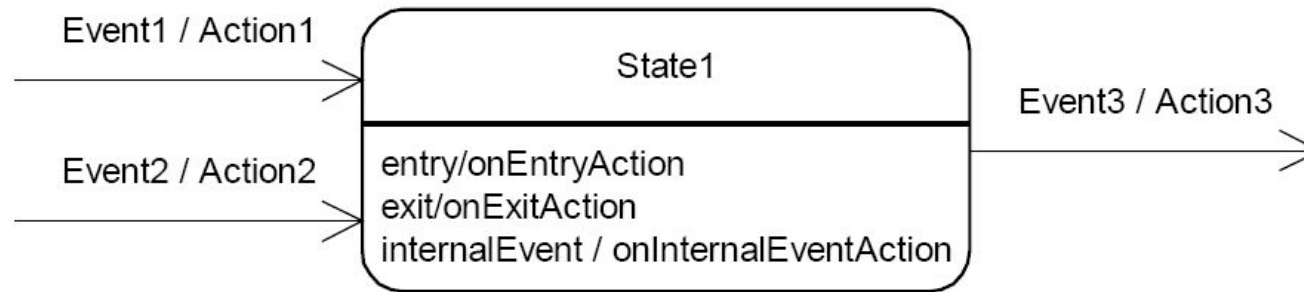 Event1 / Action1
State1
Event3 / Action3
Event2 / Action2
entry/onEntryAction
exit/onExitAction
internalEvent / onInternalEventAction